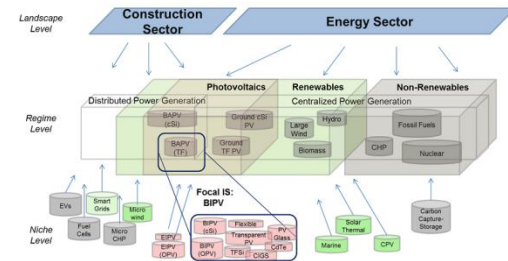 Landscape
Level
Construction
Sector
Energy Sector
Photovoltaics
Renewables
Non-Renewables
Distributed Power Generation
Centralized Power Generation
Regime
Level
BAPV
(cSi)
Ground cSi
PV
BAPV
(TF)
Ground
TF PV
Large
Wind
Hydro
Biomass
Fossil Fuels
CHP
Nuclear
Focal IS:
BIPV
Niche
Level
EVs
Smart
Grids
Fuel
Cells
Micro
CHP
Micro
wind
EIPV
EIPV
(OPV)
BIPV
(cSi)
Flexible
Transparent
PV
PV
Glass
BIPV
(OPV)
TFSi
CIGS
CdTe
Marine
Solar
Thermal
CPV
Carbon
Capture-
Storage